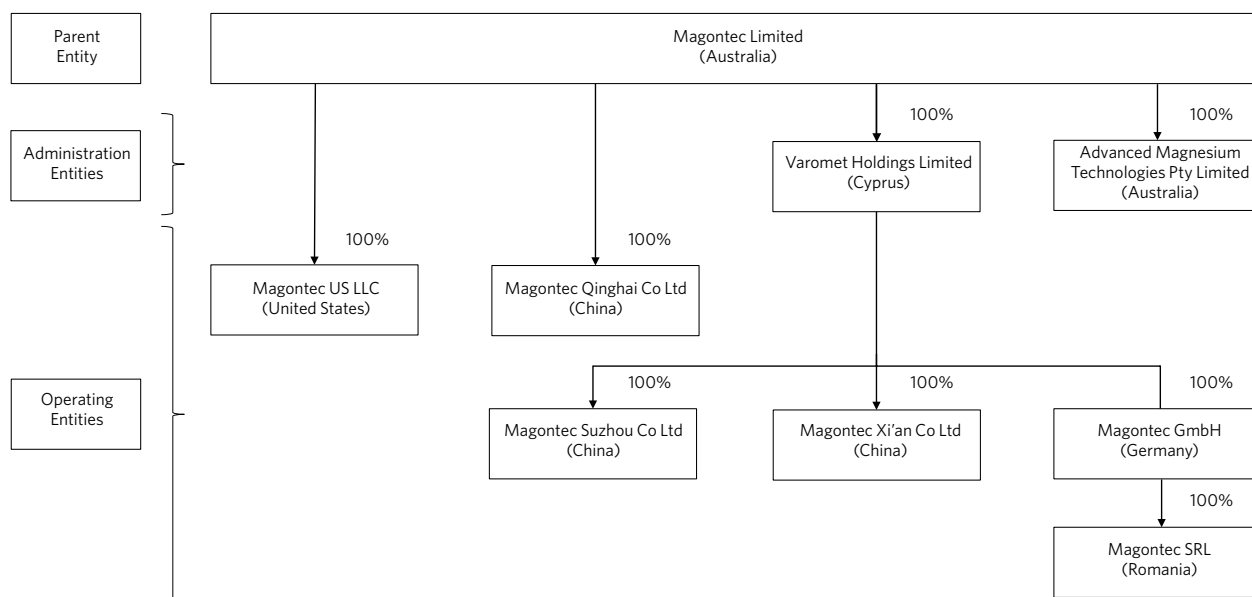 Parent
Entity
Magontec Limited
(Australia)
100%
100%
Administration
Entities
Varomet Holdings Limited
(Cyprus)
Advanced Magnesium
Technologies Pty Limited
(Australia)
100%
100%
Magontec US LLC
(United States)
Magontec Qinghai Co Ltd
(China)
100%
100%
100%
Operating
Entities
Magontec Suzhou Co Ltd
(China)
Magontec Xi'an Co Ltd
(China)
Magontec GmbH
(Germany)
100%
Magontec SRL
(Romania)